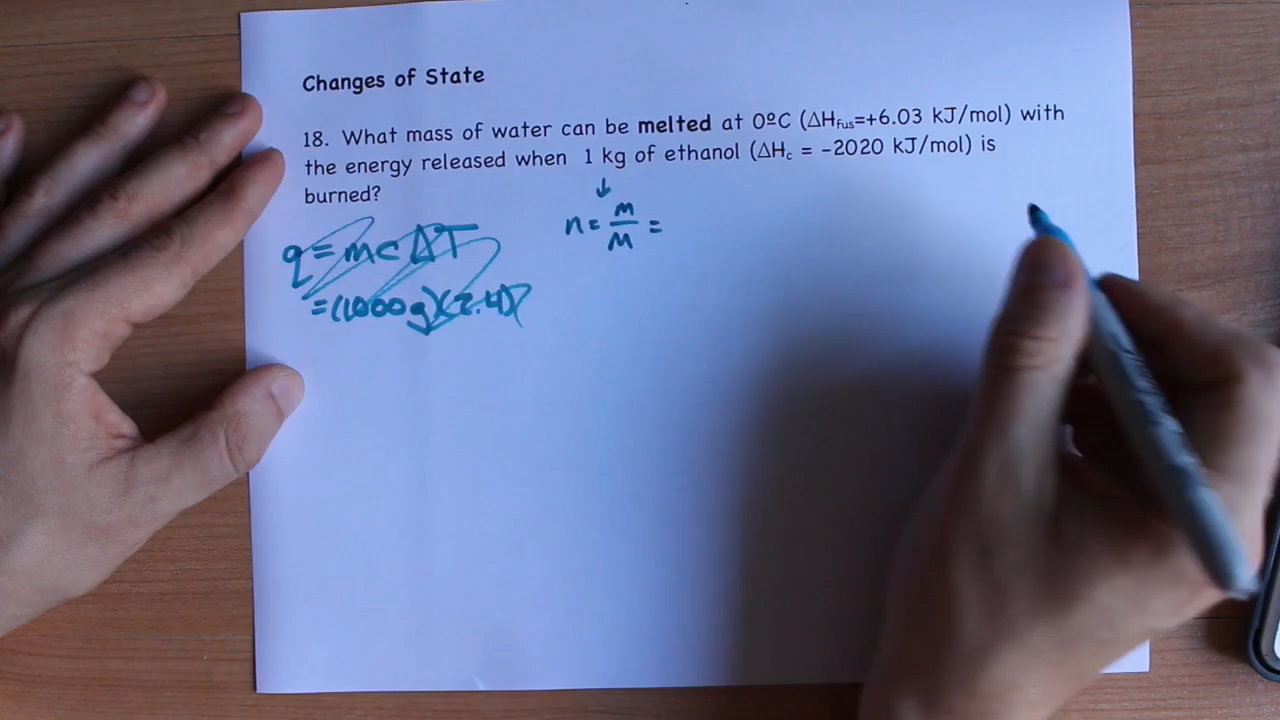 Changes of State
18. What mass of water can be melted at 0ºC (ΔHfus=+6.03 kJ/mol) with
the energy released when 1 kg of ethanol (ΔHc = -2020 kJ/mol) is
burned?
↓
n = m/M =
q = mcΔT
= (1000g)(2.4)